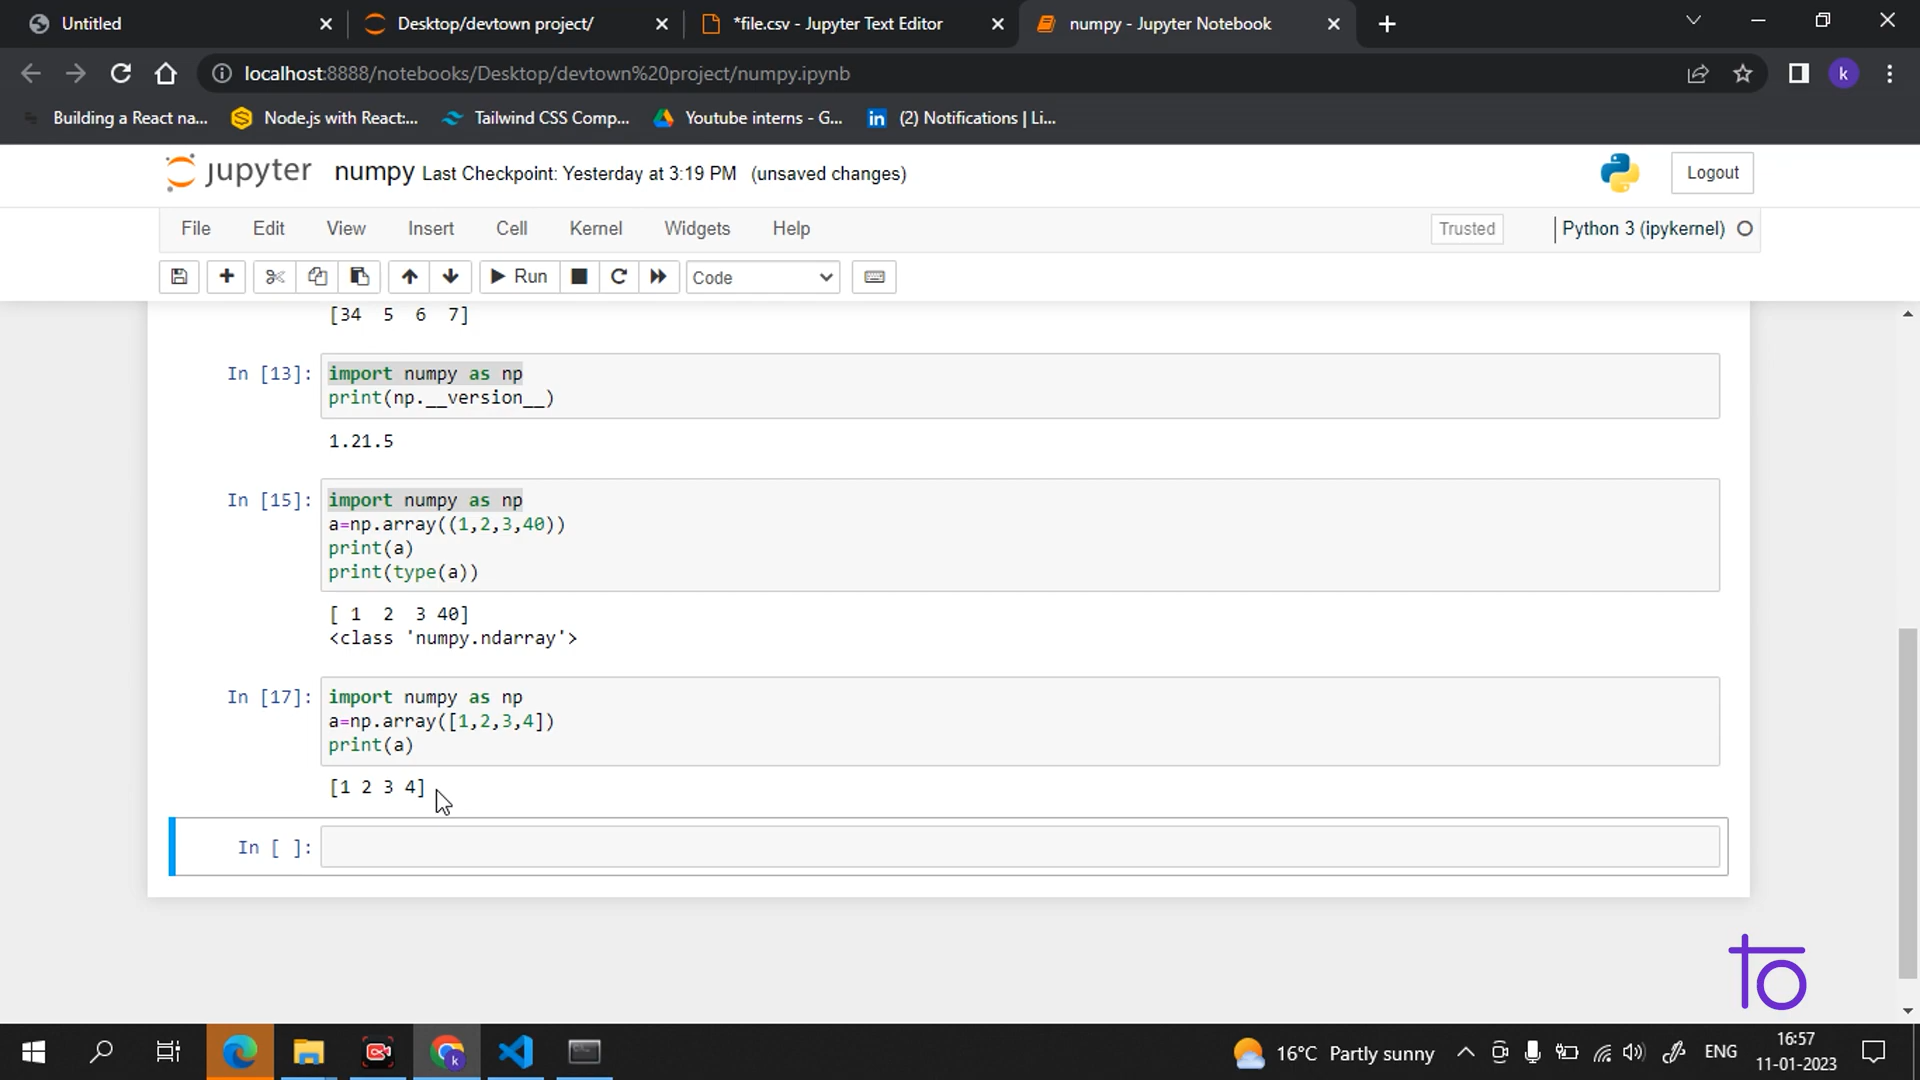 Untitled
Desktop/devtown project/
*file.csv - Jupyter Text Editor
numpy - Jupyter Notebook
localhost:8888/notebooks/Desktop/devtown%20project/numpy.ipynb
k
Building a React na...
Node.js with React:...
Tailwind CSS Comp...
Youtube interns - G...
(2) Notifications | Li...
jupyter numpy Last Checkpoint: Yesterday at 3:19 PM (unsaved changes)
Logout
File Edit View Insert Cell Kernel Widgets Help
Trusted
Python 3 (ipykernel)
Run
Code
[34  5  6  7]
In [13]: import numpy as np
print(np.__version__)
1.21.5
In [15]: import numpy as np
a=np.array((1,2,3,40))
print(a)
print(type(a))
[ 1  2  3 40]
<class 'numpy.ndarray'>
In [17]: import numpy as np
a=np.array([1,2,3,4])
print(a)
[1 2 3 4]
In [ ]:
to
16°C Partly sunny
ENG
16:57
11-01-2023